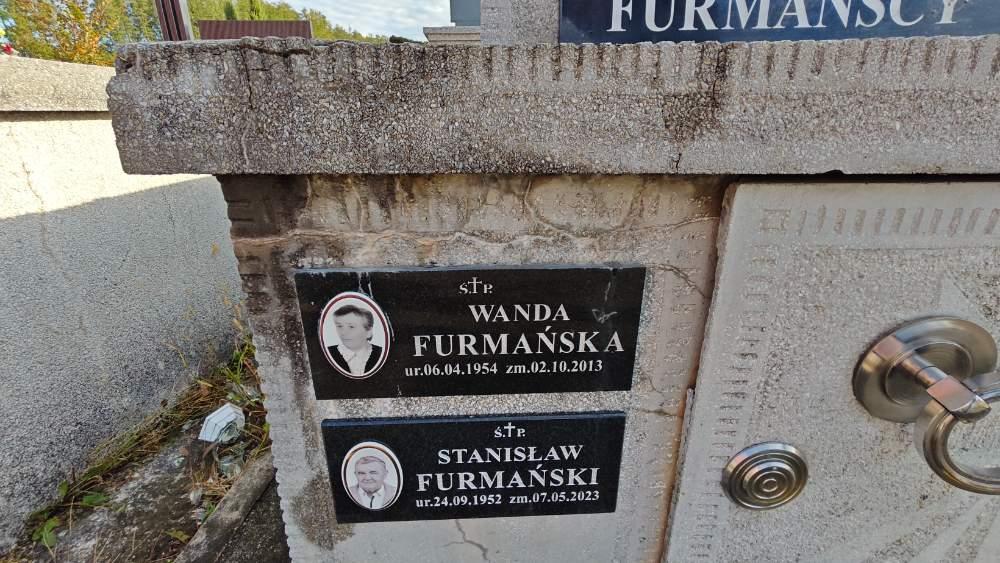 FURMAŃSCY
Ś.†P.
WANDA
FURMAŃSKA
ur.06.04.1954 zm.02.10.2013
Ś.†P.
STANISŁAW
FURMAŃSKI
ur.24.09.1952 zm.07.05.2023